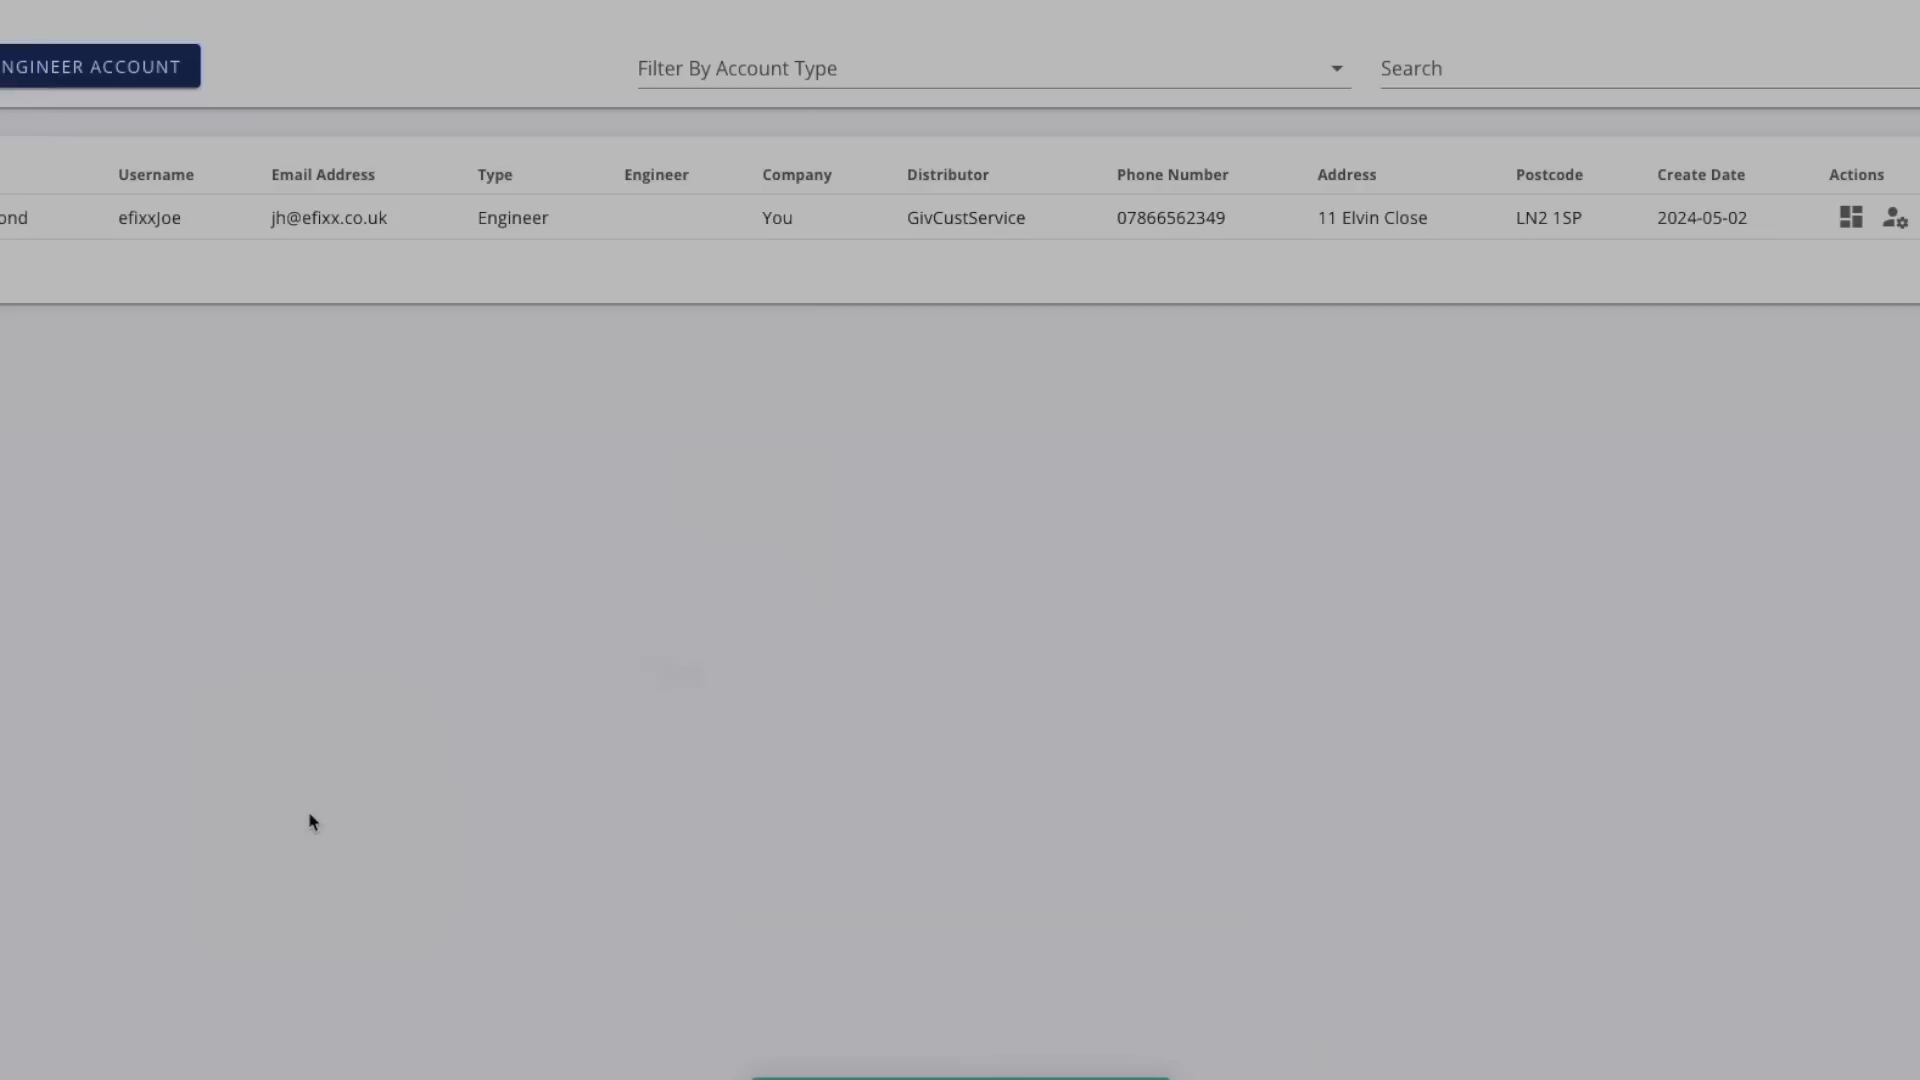 NGINEER ACCOUNT
Filter By Account Type
Search
Username Email Address Type Engineer Company Distributor Phone Number Address Postcode Create Date Actions
ond efixxJoe jh@efixx.co.uk Engineer You GivCustService 07866562349 11 Elvin Close LN2 1SP 2024-05-02